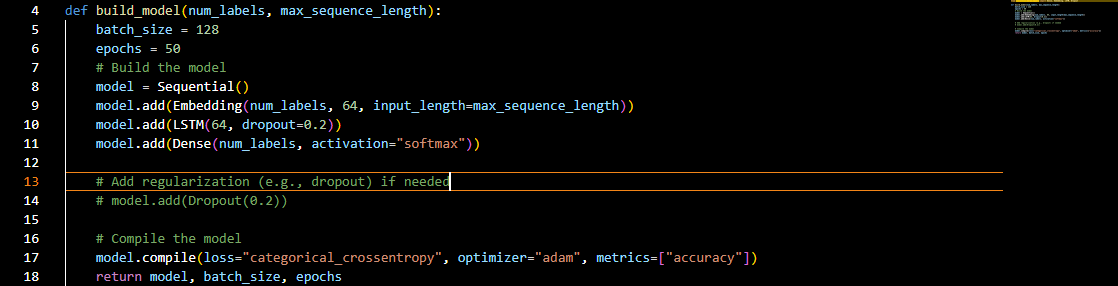 4 def build_model(num_labels, max_sequence_length):
5 batch_size = 128
6 epochs = 50
7 # Build the model
8 model = Sequential()
9 model.add(Embedding(num_labels, 64, input_length=max_sequence_length))
10 model.add(LSTM(64, dropout=0.2))
11 model.add(Dense(num_labels, activation="softmax"))
12
13 # Add regularization (e.g., dropout) if needed
14 # model.add(Dropout(0.2))
15
16 # Compile the model
17 model.compile(loss="categorical_crossentropy", optimizer="adam", metrics=["accuracy"])
18 return model, batch_size, epochs